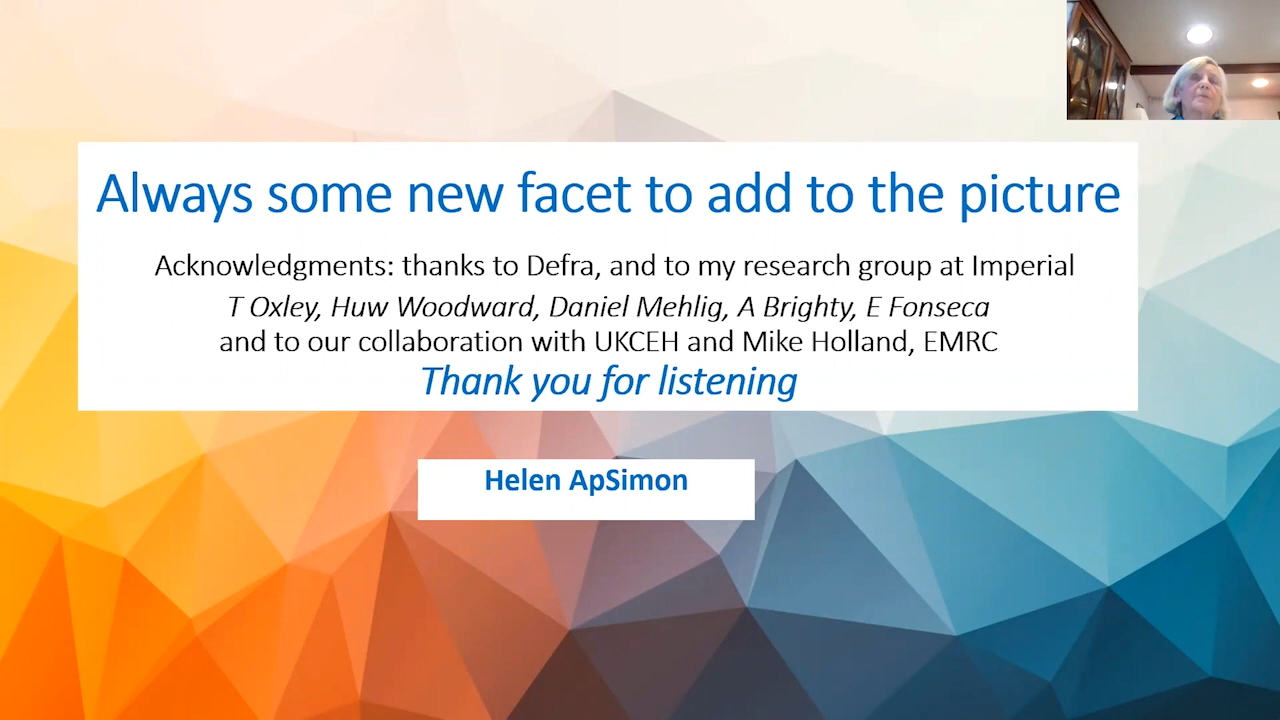 Always some new facet to add to the picture
Acknowledgments: thanks to Defra, and to my research group at Imperial
T Oxley, Huw Woodward, Daniel Mehlig, A Brighty, E Fonseca
and to our collaboration with UKCEH and Mike Holland, EMRC
Thank you for listening
Helen ApSimon